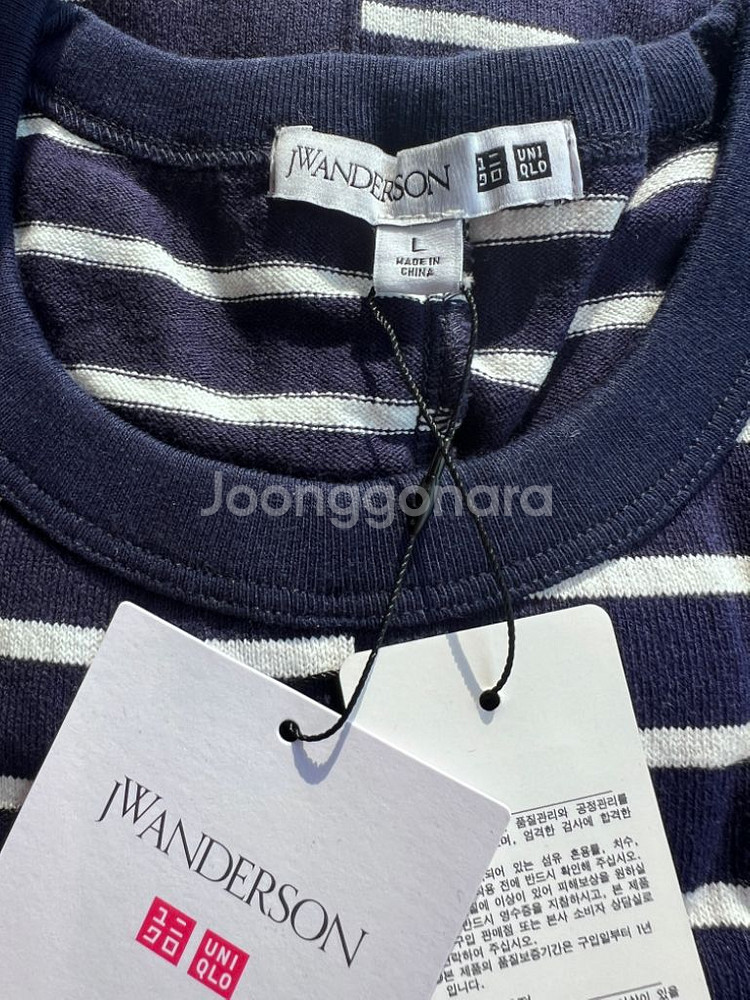 JWANDERSON
ユニ
クロ
UNI
QLO
L
MADE IN
CHINA
Joonggonara
JWANDERSON
ユニ
クロ
UNI
QLO
품질관리와 공정관리를
엄격한 검사에 합격한
있는 섬유 혼용률, 치수,
전에 반드시 확인해 주십시오.
이상이 있어 피해보상을 원하실
반드시 영수증을 지참하시고, 본 제품
구입 판매점 또는 본사 소비자 상담실로
주십시오.
제품의 품질보증기간은 구입일부터 1년
입니다.